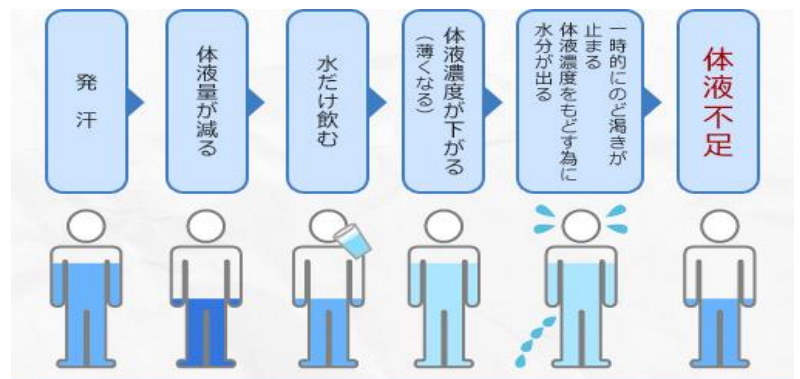 発汗
体液量が減る
水だけ飲む
体液濃度が下がる
(薄くなる)
一時的にのど渇きが
止まる
体液濃度をもどす為に
水分が出る
体液不足